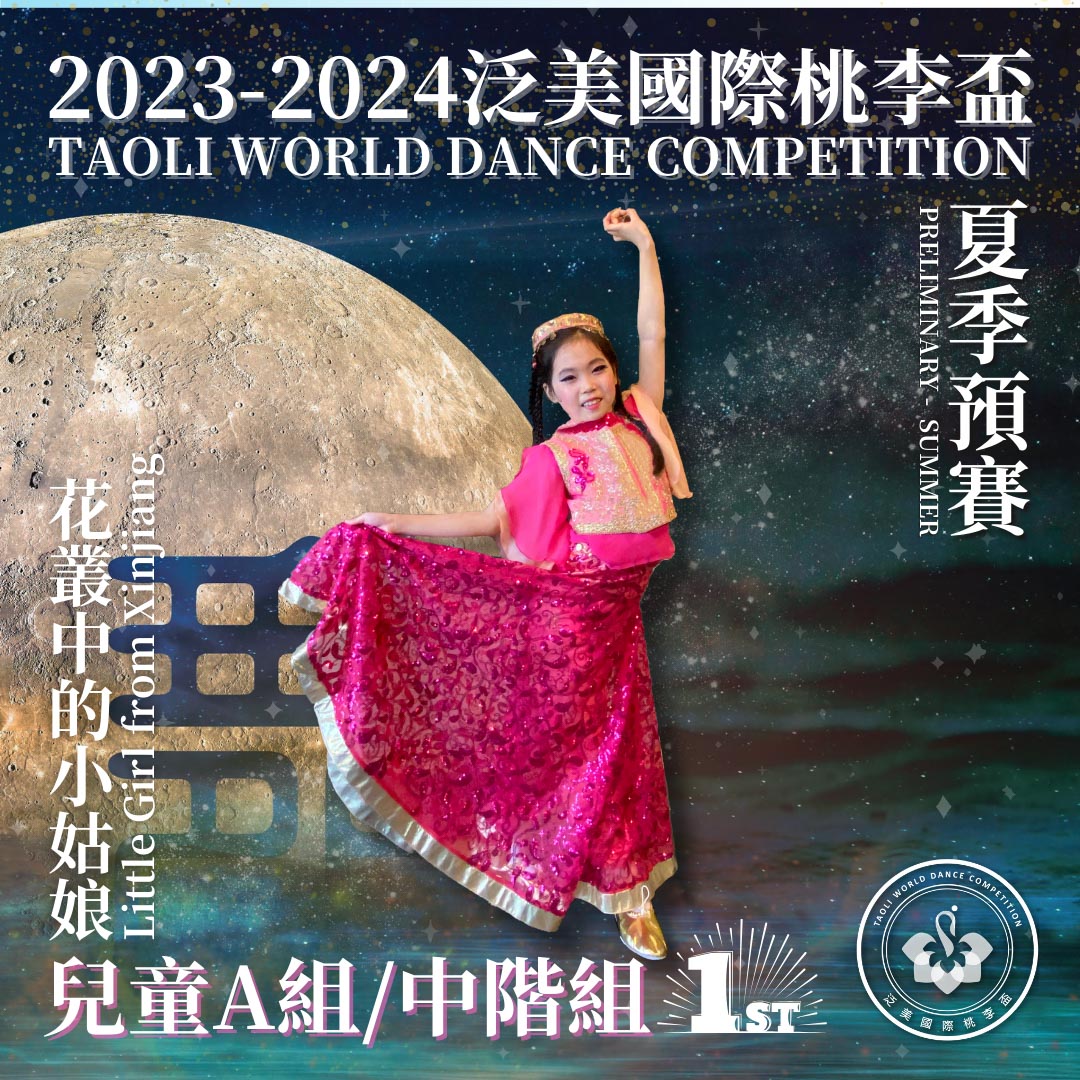 2023-2024泛美國際桃李盃
TAOLI WORLD DANCE COMPETITION
夏季預賽
PRELIMINARY - SUMMER
花叢中的小姑娘
Little Girl from Xinjiang
兒童A組/中階組
1ST
TAOLI WORLD DANCE COMPETITION
泛美國際桃李盃